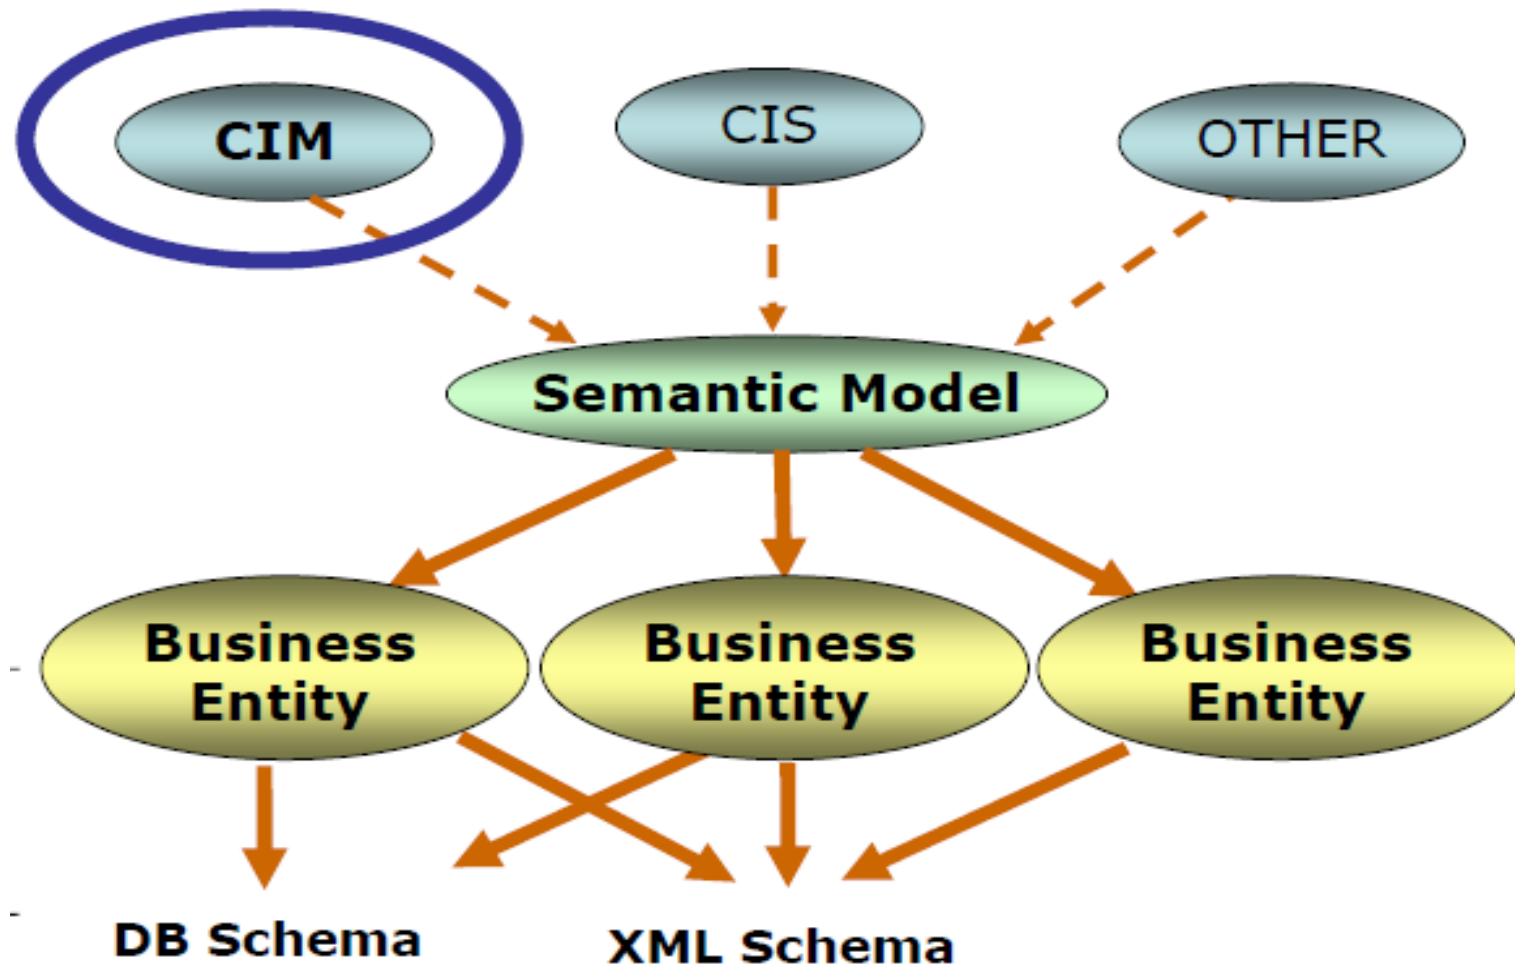 CIM
CIS
OTHER
Semantic Model
Business
Entity
Business
Entity
Business
Entity
DB Schema
XML Schema